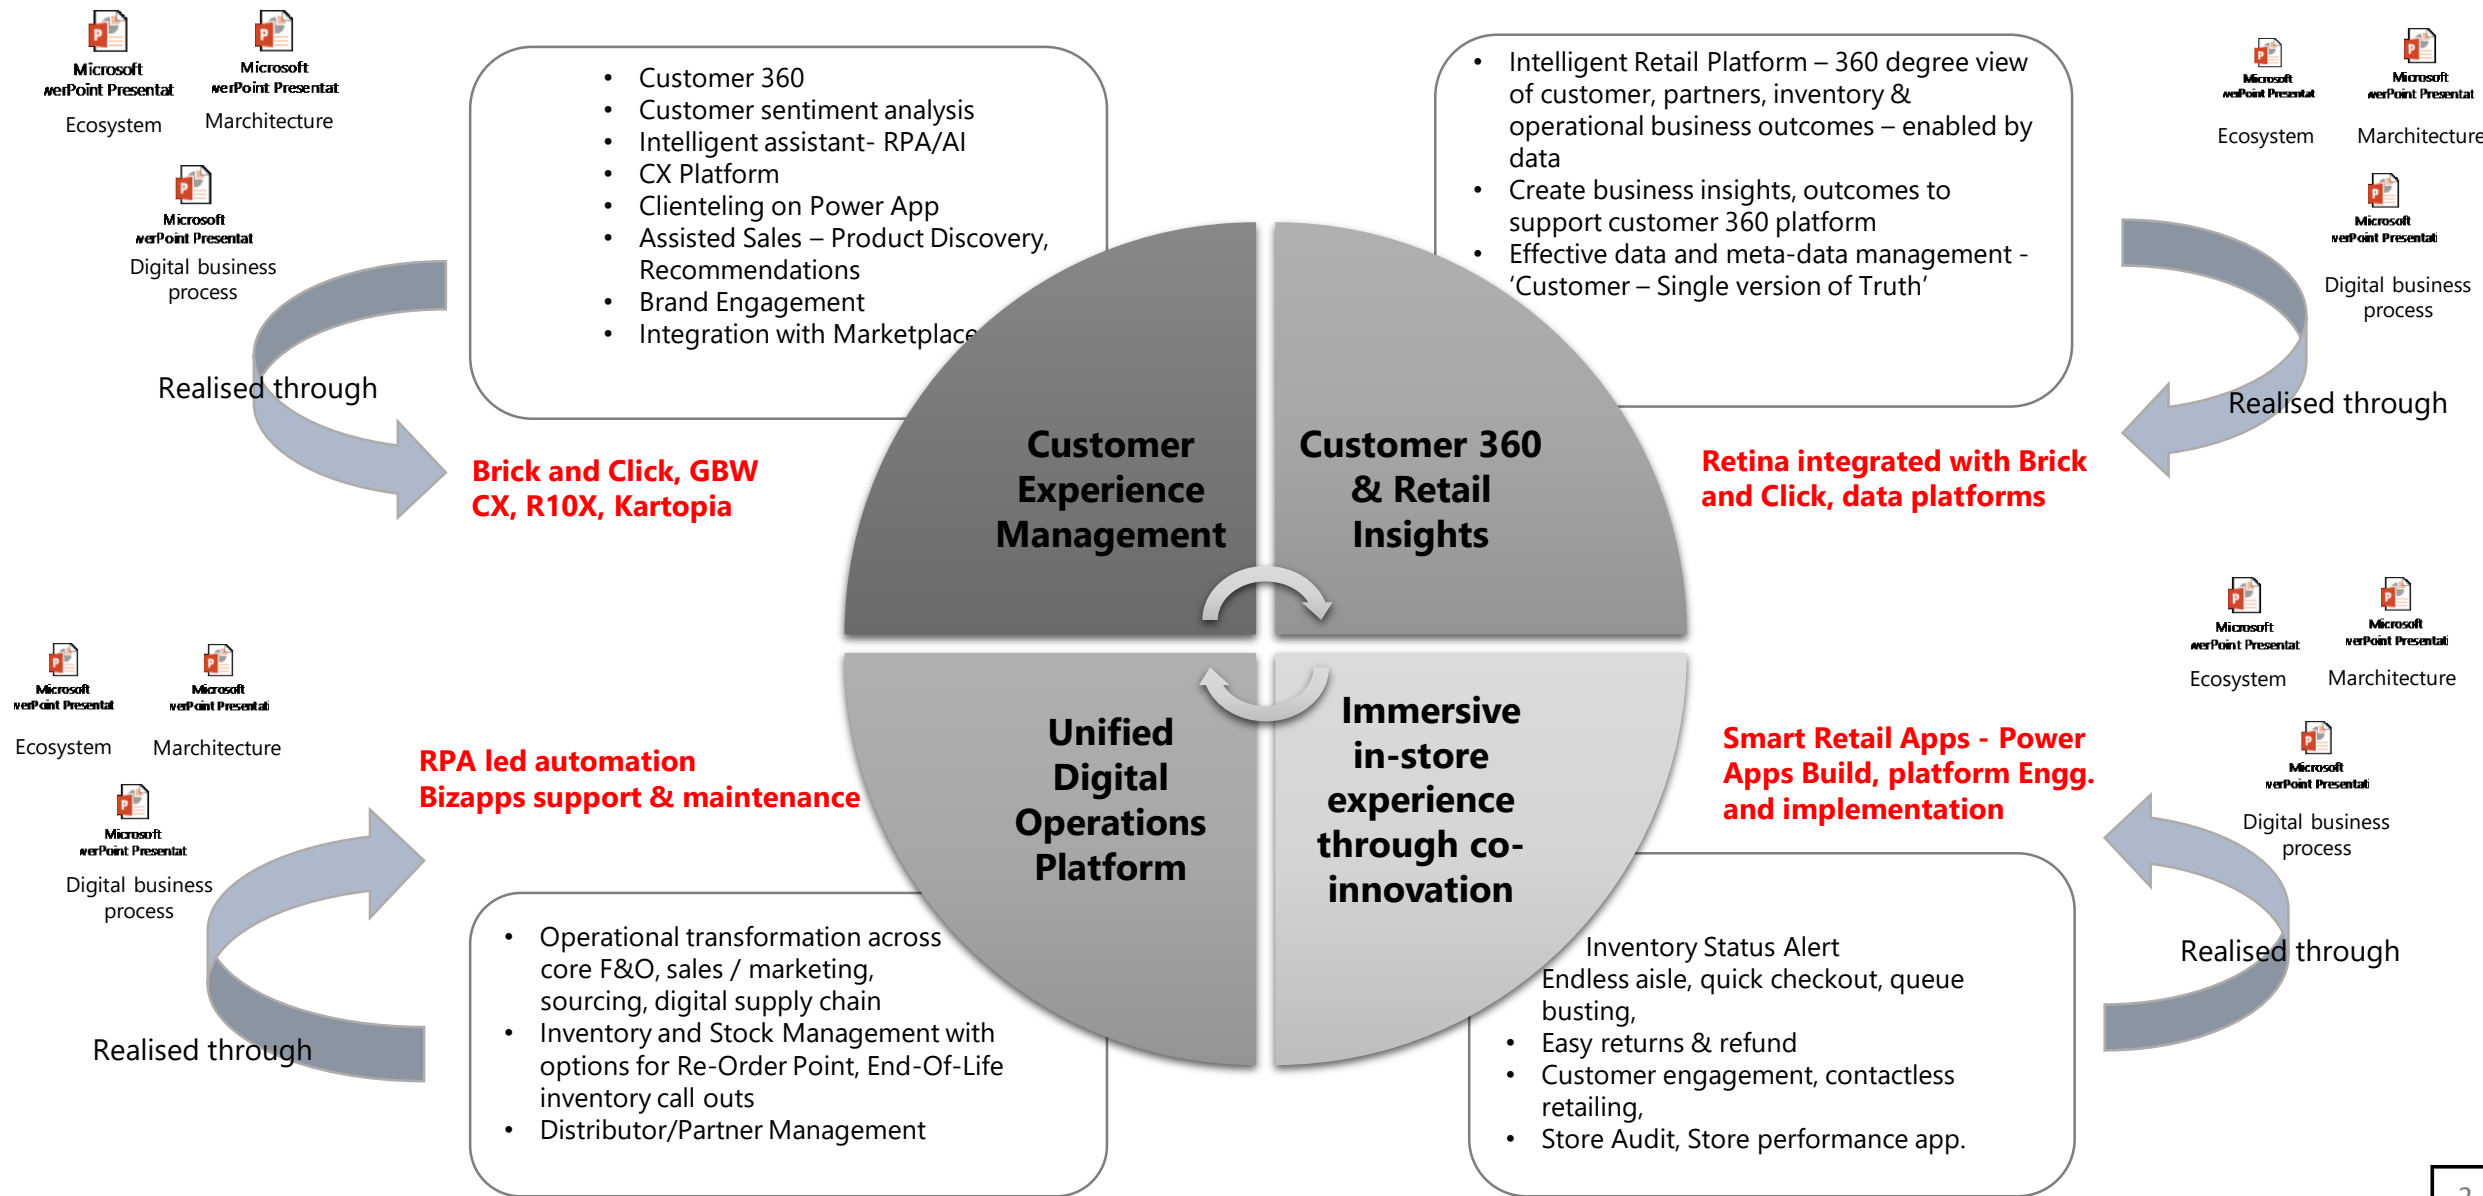 Microsoft
werPoint Presentat
Ecosystem
Microsoft
werPoint Presentat
Marchitecture
Microsoft
werPoint Presentat
Digital business
process
Realised through
• Customer 360
• Customer sentiment analysis
• Intelligent assistant- RPA/AI
• CX Platform
• Clienteling on Power App
• Assisted Sales – Product Discovery,
Recommendations
• Brand Engagement
• Integration with Marketplace
Brick and Click, GBW
CX, R10X, Kartopia
• Intelligent Retail Platform – 360 degree view
of customer, partners, inventory &
operational business outcomes – enabled by
data
• Create business insights, outcomes to
support customer 360 platform
• Effective data and meta-data management -
‘Customer – Single version of Truth’
Microsoft
werPoint Presentat
Ecosystem
Microsoft
werPoint Presentat
Marchitecture
Microsoft
verPoint Presentati
Digital business
process
Realised through
Retina integrated with Brick
and Click, data platforms
Customer
Experience
Management
Customer 360
& Retail
Insights
Unified
Digital
Operations
Platform
Immersive
in-store
experience
through co-
innovation
Microsoft
verPoint Presentat
Ecosystem
Microsoft
verPoint Presentati
Marchitecture
Microsoft
werPoint Presentat
Digital business
process
Realised through
RPA led automation
Bizapps support & maintenance
• Operational transformation across
core F&O, sales / marketing,
sourcing, digital supply chain
• Inventory and Stock Management with
options for Re-Order Point, End-Of-Life
inventory call outs
• Distributor/Partner Management
Microsoft
werPoint Presentat
Ecosystem
Microsoft
verPoint Presentati
Marchitecture
Microsoft
verPoint Presentati
Digital business
process
Realised through
Smart Retail Apps - Power
Apps Build, platform Engg.
and implementation
Inventory Status Alert
Endless aisle, quick checkout, queue
busting,
• Easy returns & refund
• Customer engagement, contactless
retailing,
• Store Audit, Store performance app.